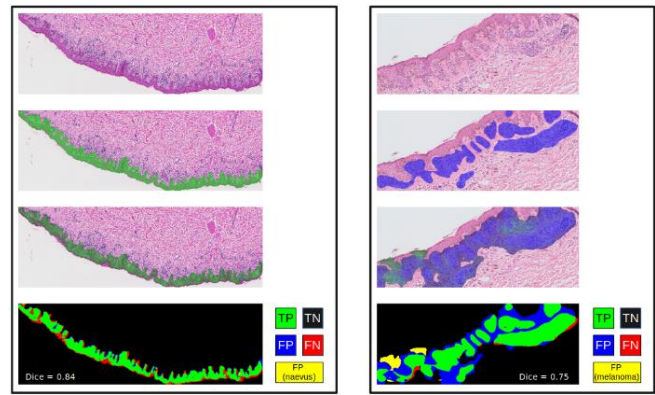 TP TN
FP FN
FP
(naevus)
Dice = 0.84
TP TN
FP FN
FP
(melanoma)
Dice = 0.75